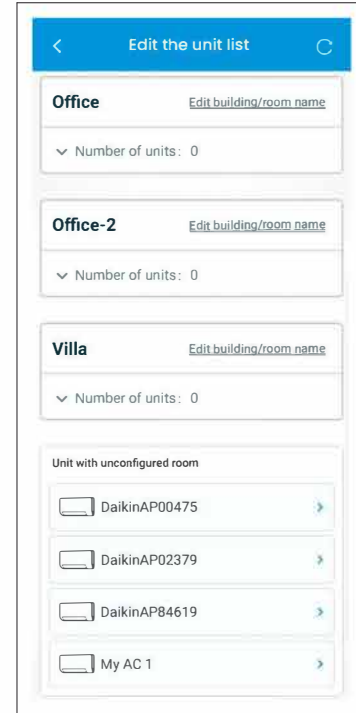 Edit the unit list
Office Edit building/room name
Number of units: 0
Office-2 Edit building/room name
Number of units: 0
Villa Edit building/room name
Number of units: 0
Unit with unconfigured room
DaikinAP00475
DaikinAP02379
DaikinAP84619
My AC 1